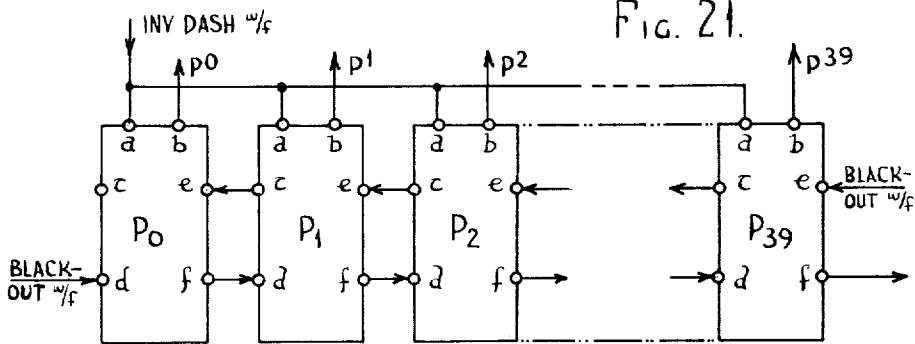 Fig. 21.
INV DASH w/f
p0 p1 p2 p39
a b a b a b a b
c e c e c e c e
BLACK-
OUT w/f
P0 P1 P2 P39
BLACK-
OUT w/f
d f d f d f d f